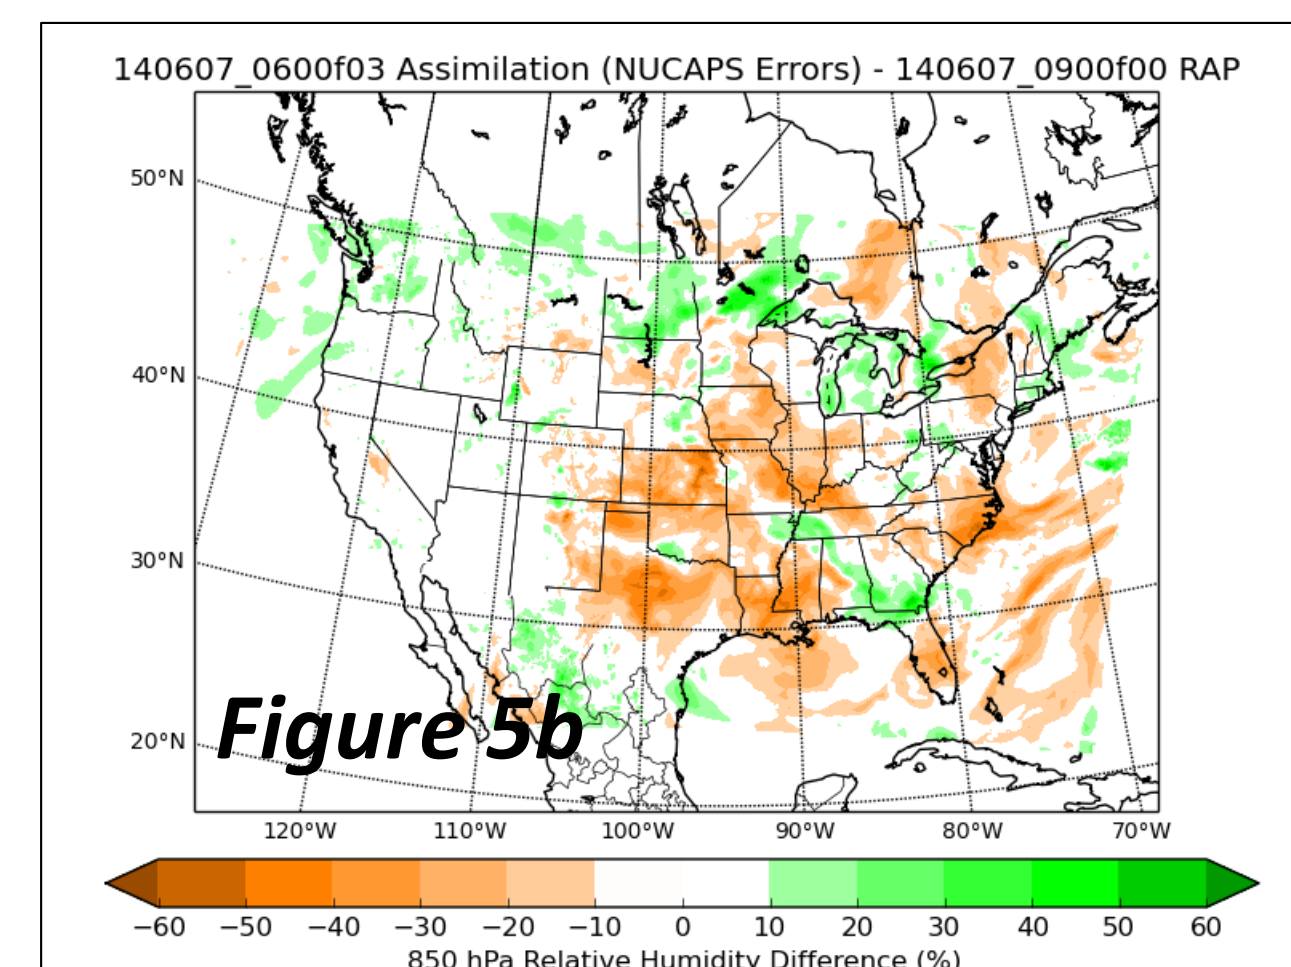 140607_0600f03 Assimilation (NUCAPS Errors) - 140607_0900f00 RAP
50°N
40°N
30°N
20°N
Figure 5b
120°W 110°W 100°W 90°W 80°W 70°W
−60 −50 −40 −30 −20 −10 0 10 20 30 40 50 60
850 hPa Relative Humidity Difference (%)